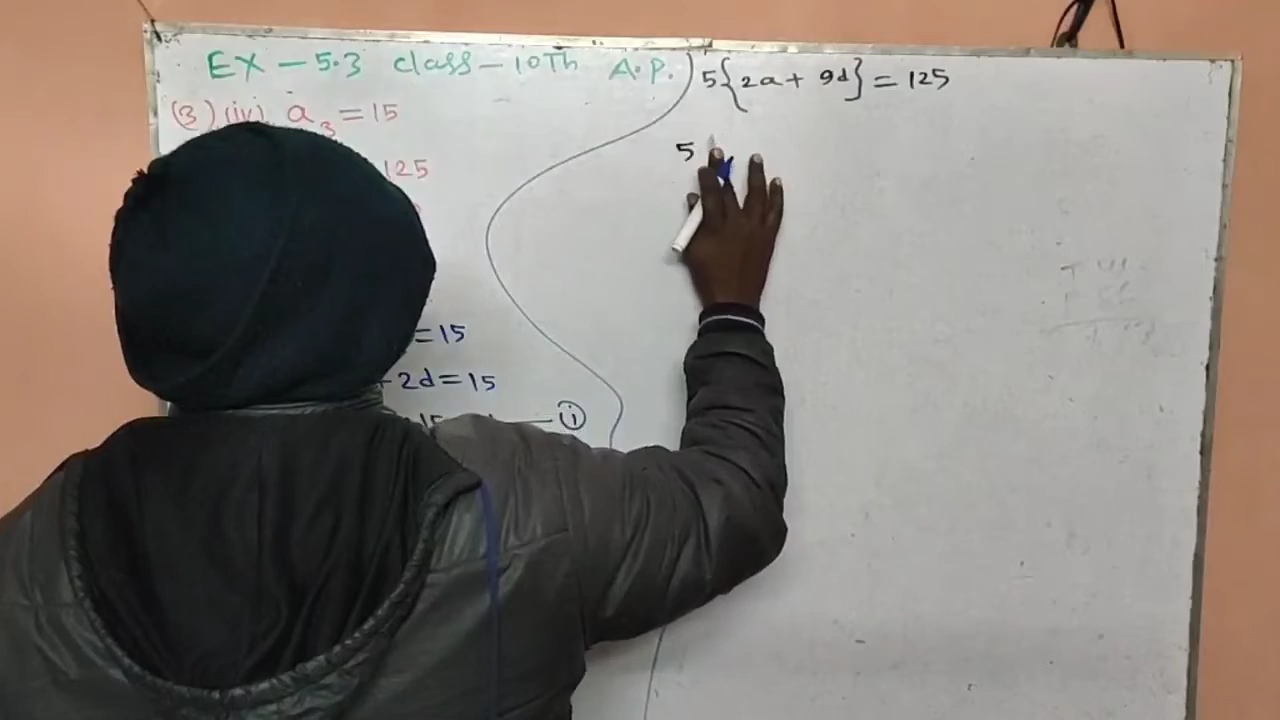 EX - 5.3 class - 10Th A.P.
(3) (iv) a₃ = 15
125
= 15
+ 2d = 15
15 (i)
5{2a + 9d} = 125
5